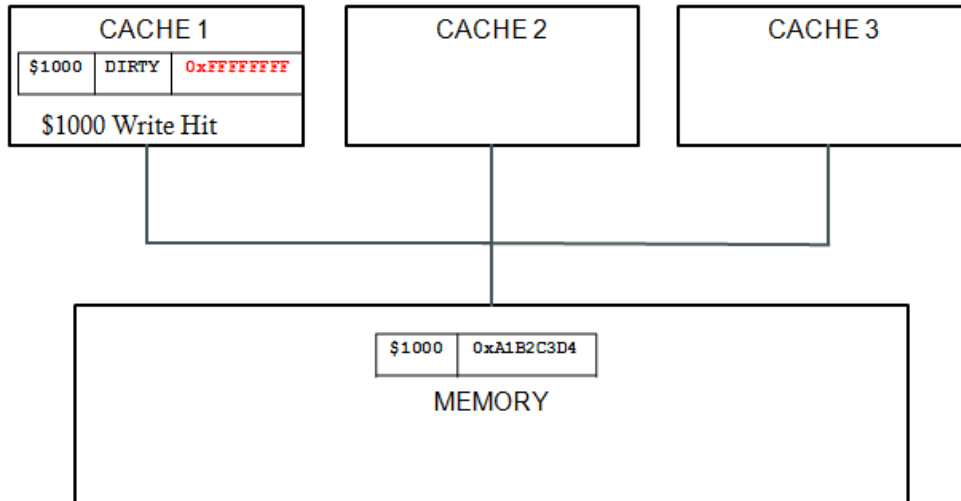 CACHE 1
CACHE 2
CACHE 3
$1000 DIRTY 0xFFFFFFFF
$1000 Write Hit
$1000 0xA1B2C3D4
MEMORY